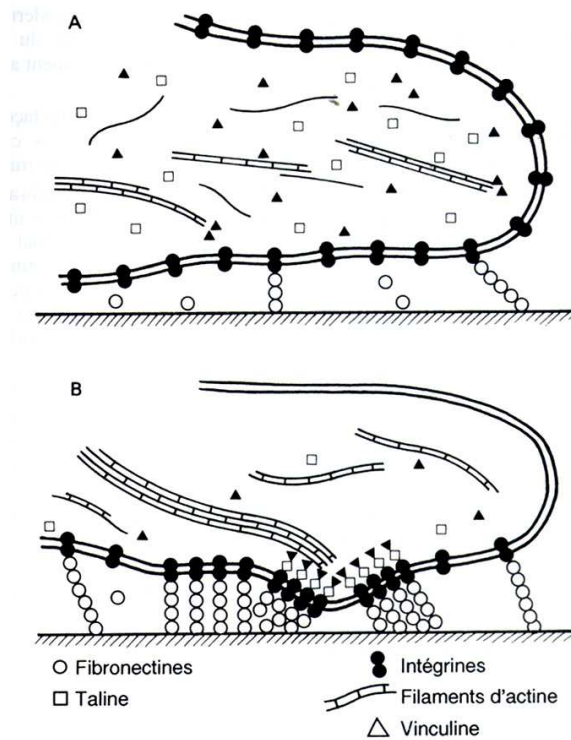 A
B
Fibronectines
Taline
Intégrines
Filaments d'actine
Vinculine